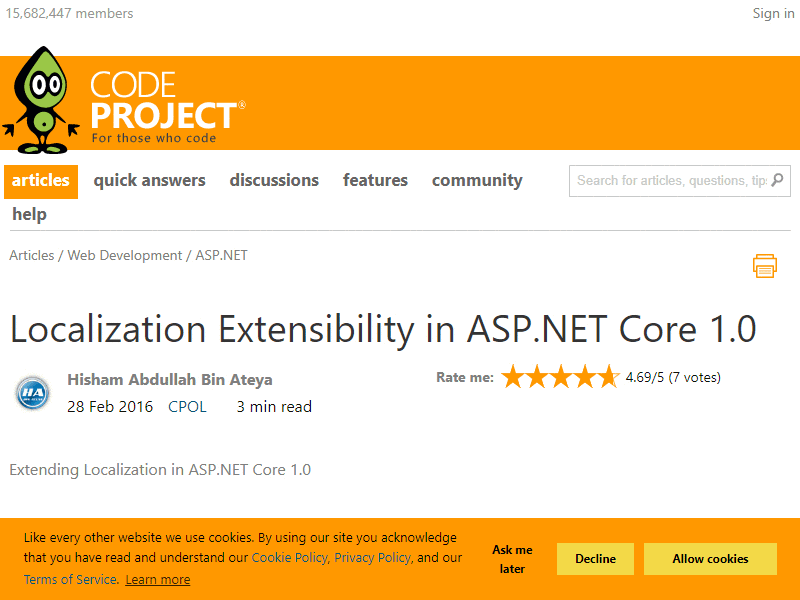 15,682,447 members
Sign in
CODE
PROJECT®
For those who code
articles quick answers discussions features community
Search for articles, questions, tips
help
Articles / Web Development / ASP.NET
Localization Extensibility in ASP.NET Core 1.0
Hisham Abdullah Bin Ateya
Rate me: 4.69/5 (7 votes)
HA
28 Feb 2016 CPOL 3 min read
Extending Localization in ASP.NET Core 1.0
Like every other website we use cookies. By using our site you acknowledge
that you have read and understand our Cookie Policy, Privacy Policy, and our
Terms of Service. Learn more
Ask me
later
Decline
Allow cookies